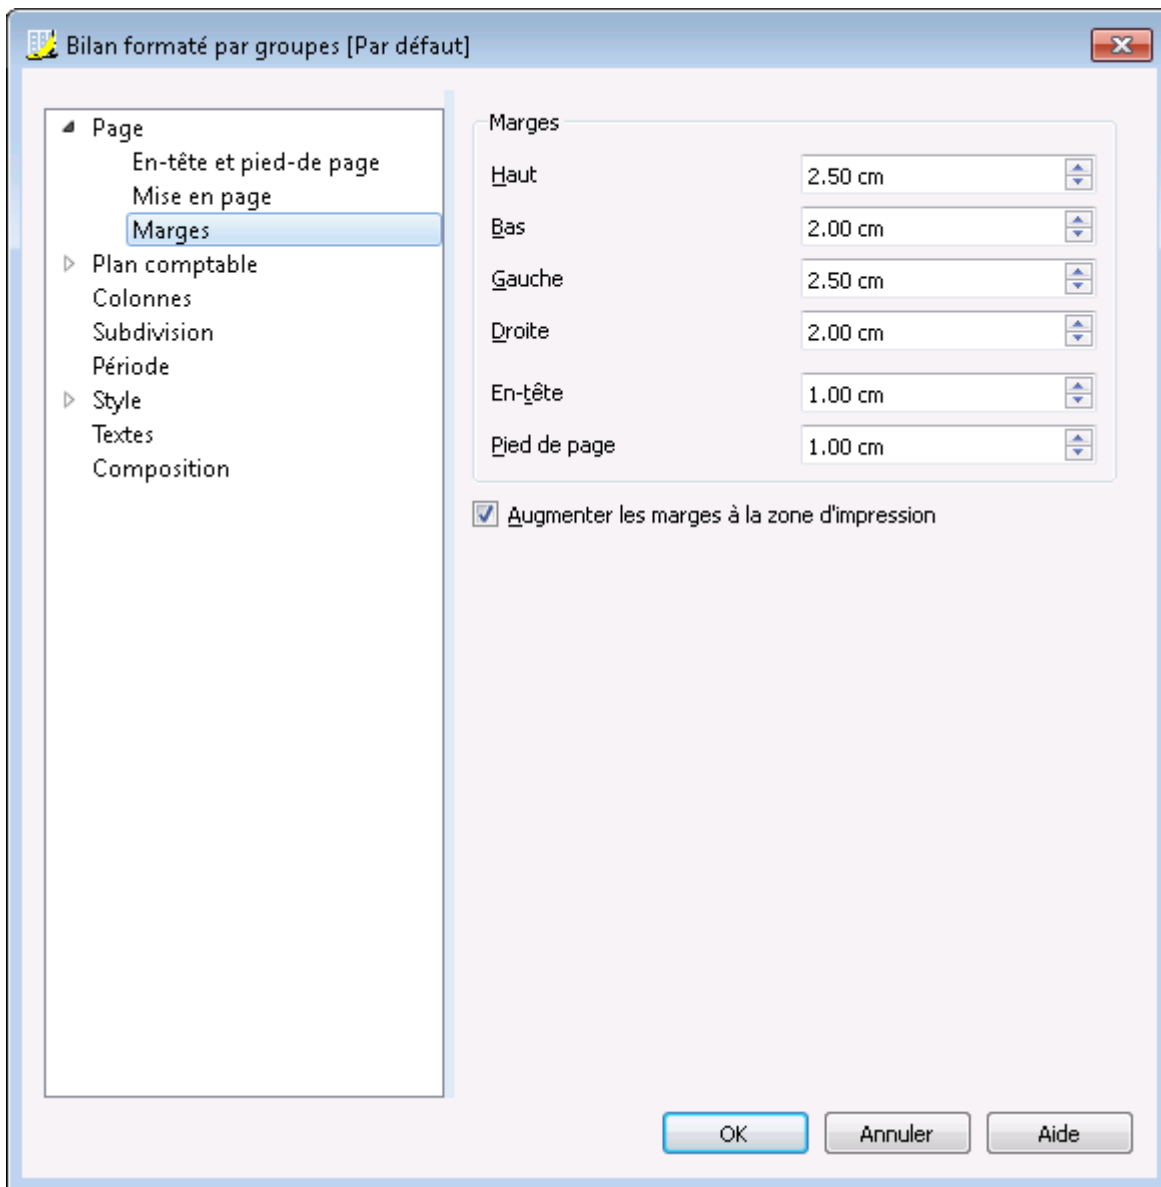 Bilan formaté par groupes [Par défaut]
Page
En-tête et pied-de page
Mise en page
Marges
Plan comptable
Colonnes
Subdivision
Période
Style
Textes
Composition
Marges
Haut 2.50 cm
Bas 2.00 cm
Gauche 2.50 cm
Droite 2.00 cm
En-tête 1.00 cm
Pied de page 1.00 cm
Augmenter les marges à la zone d'impression
OK Annuler Aide